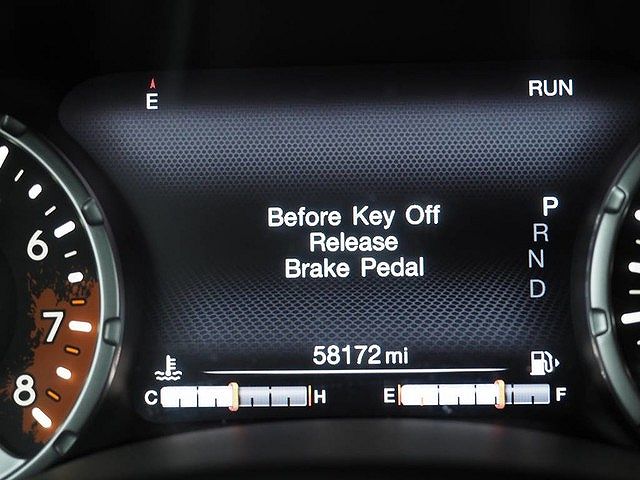 E
RUN
Before Key Off
Release
Brake Pedal
P
R
N
D
6
7
8
58172 mi
C H
E F